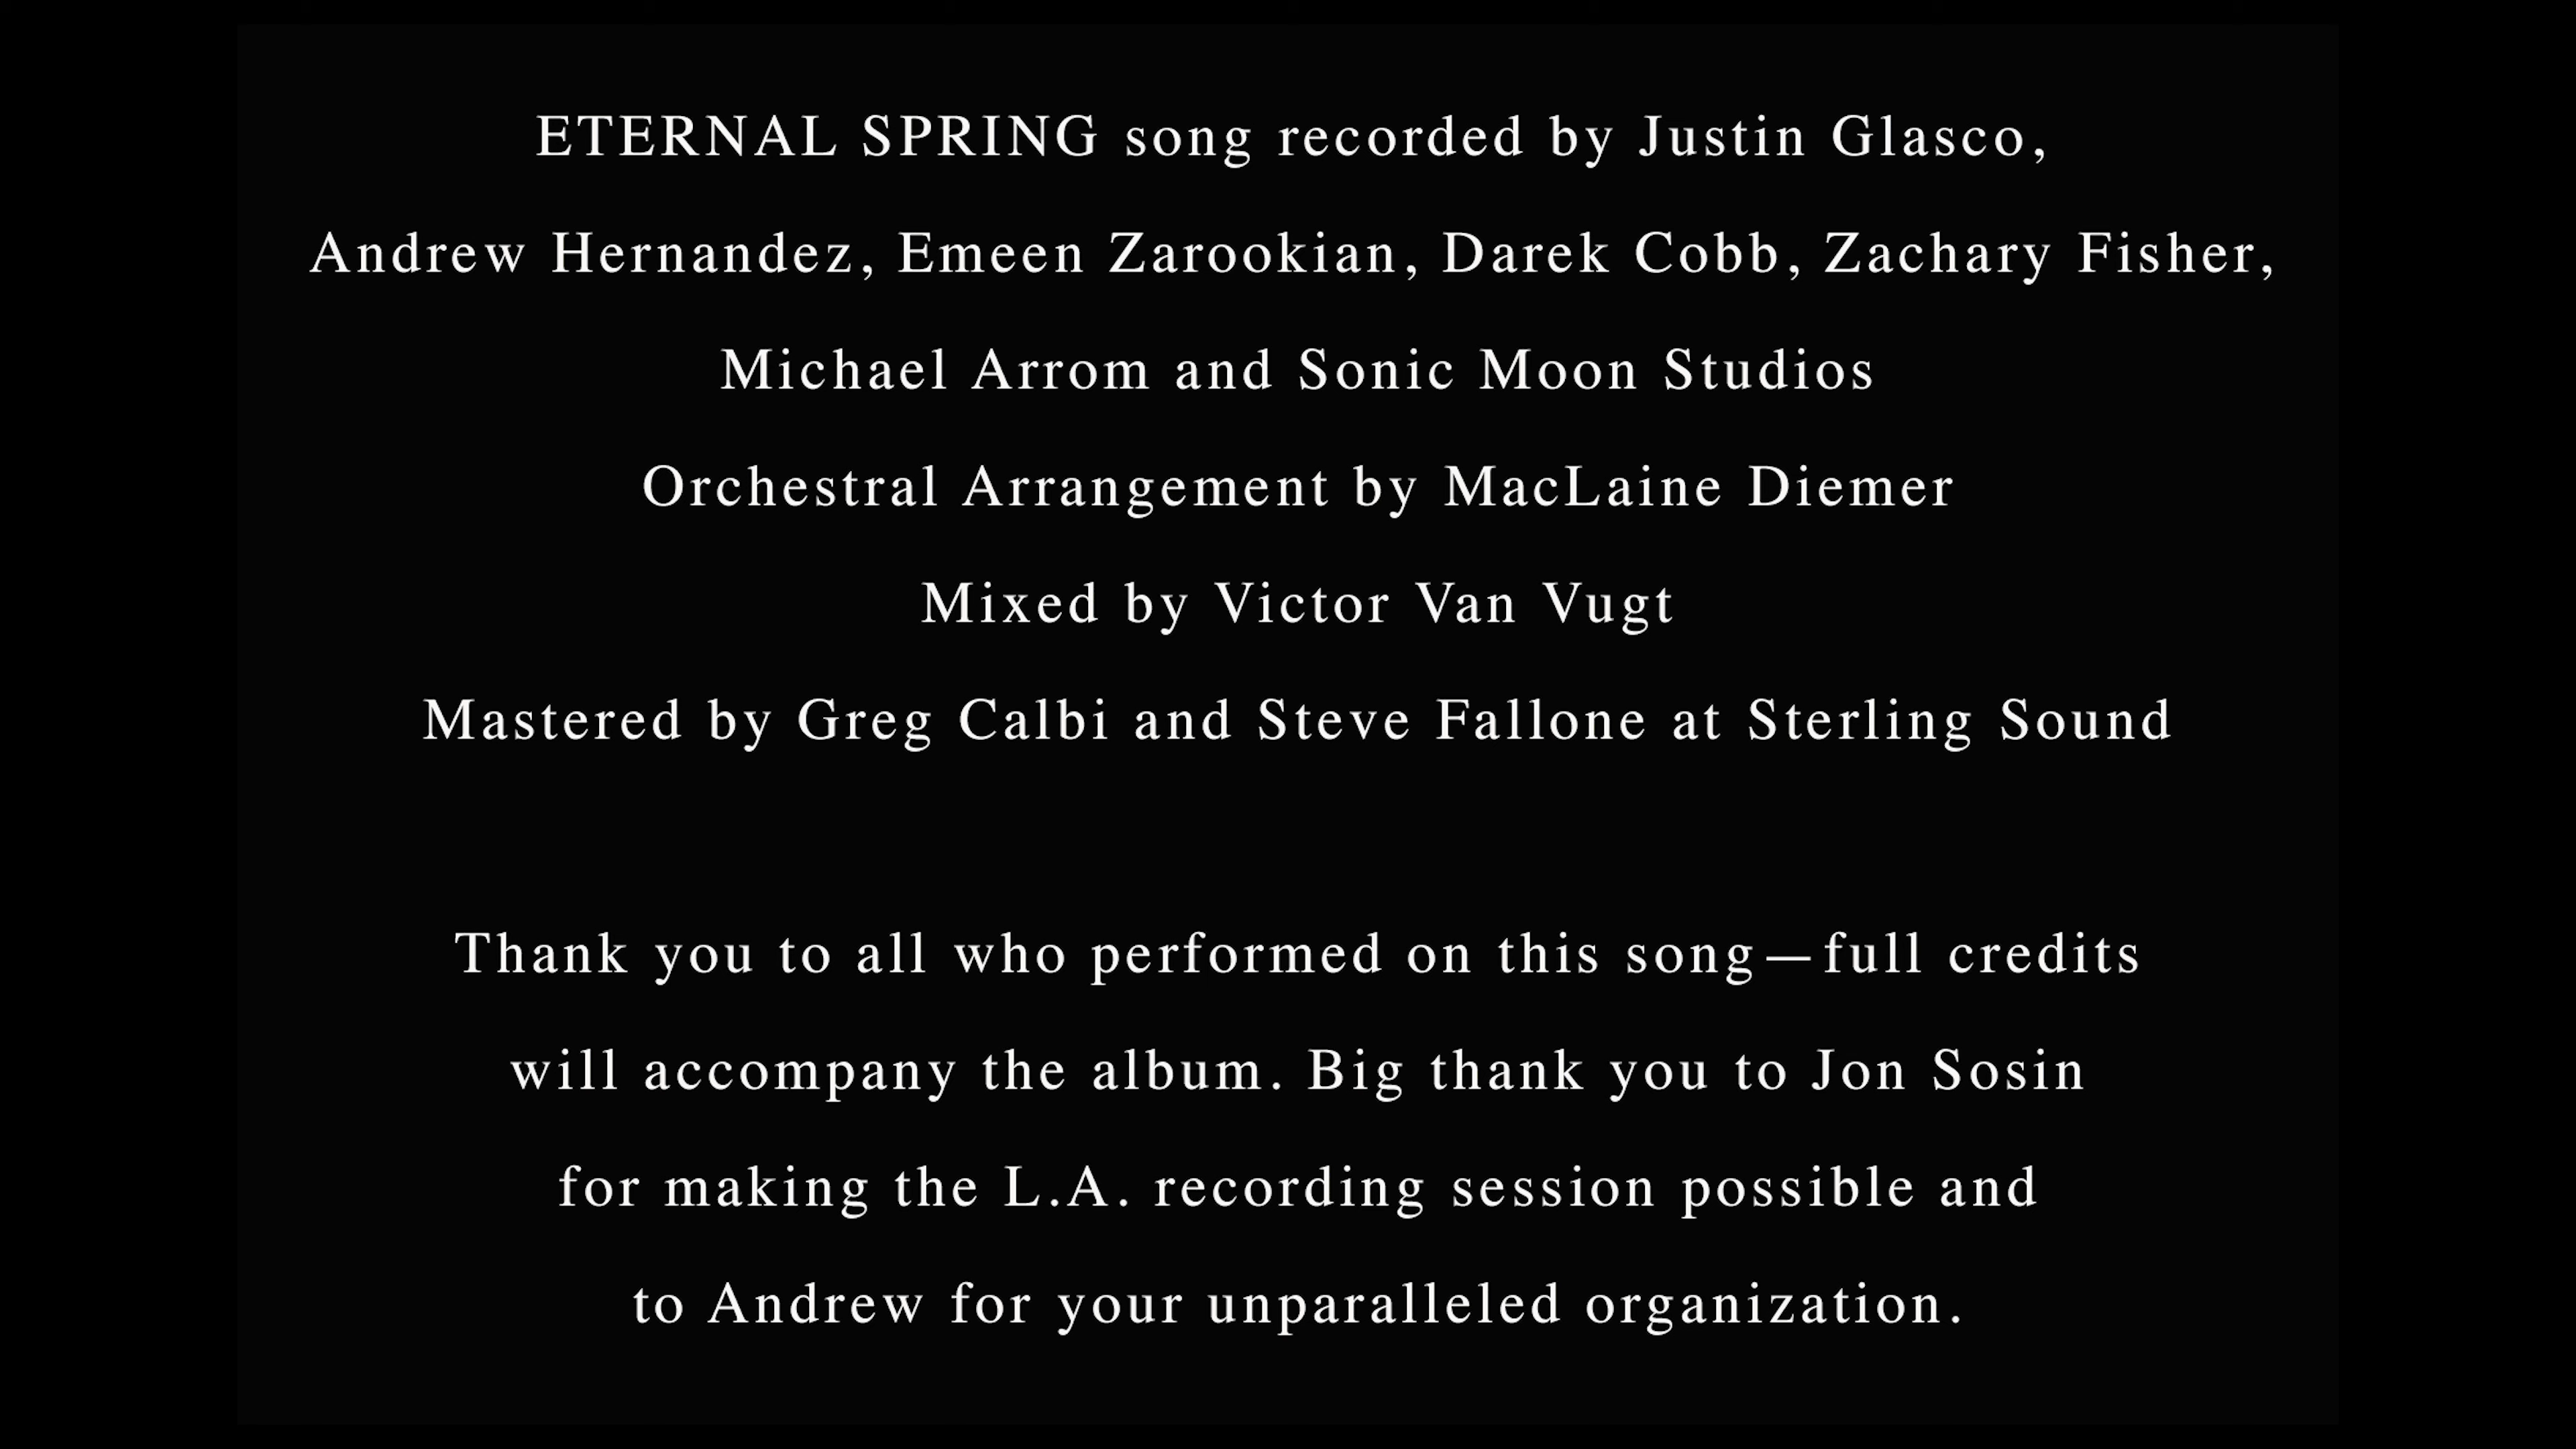 ETERNAL SPRING song recorded by Justin Glasco,
Andrew Hernandez, Emeen Zarookian, Darek Cobb, Zachary Fisher,
Michael Arrom and Sonic Moon Studios
Orchestral Arrangement by MacLaine Diemer
Mixed by Victor Van Vugt
Mastered by Greg Calbi and Steve Fallone at Sterling Sound
Thank you to all who performed on this song—full credits
will accompany the album. Big thank you to Jon Sosin
for making the L.A. recording session possible and
to Andrew for your unparalleled organization.